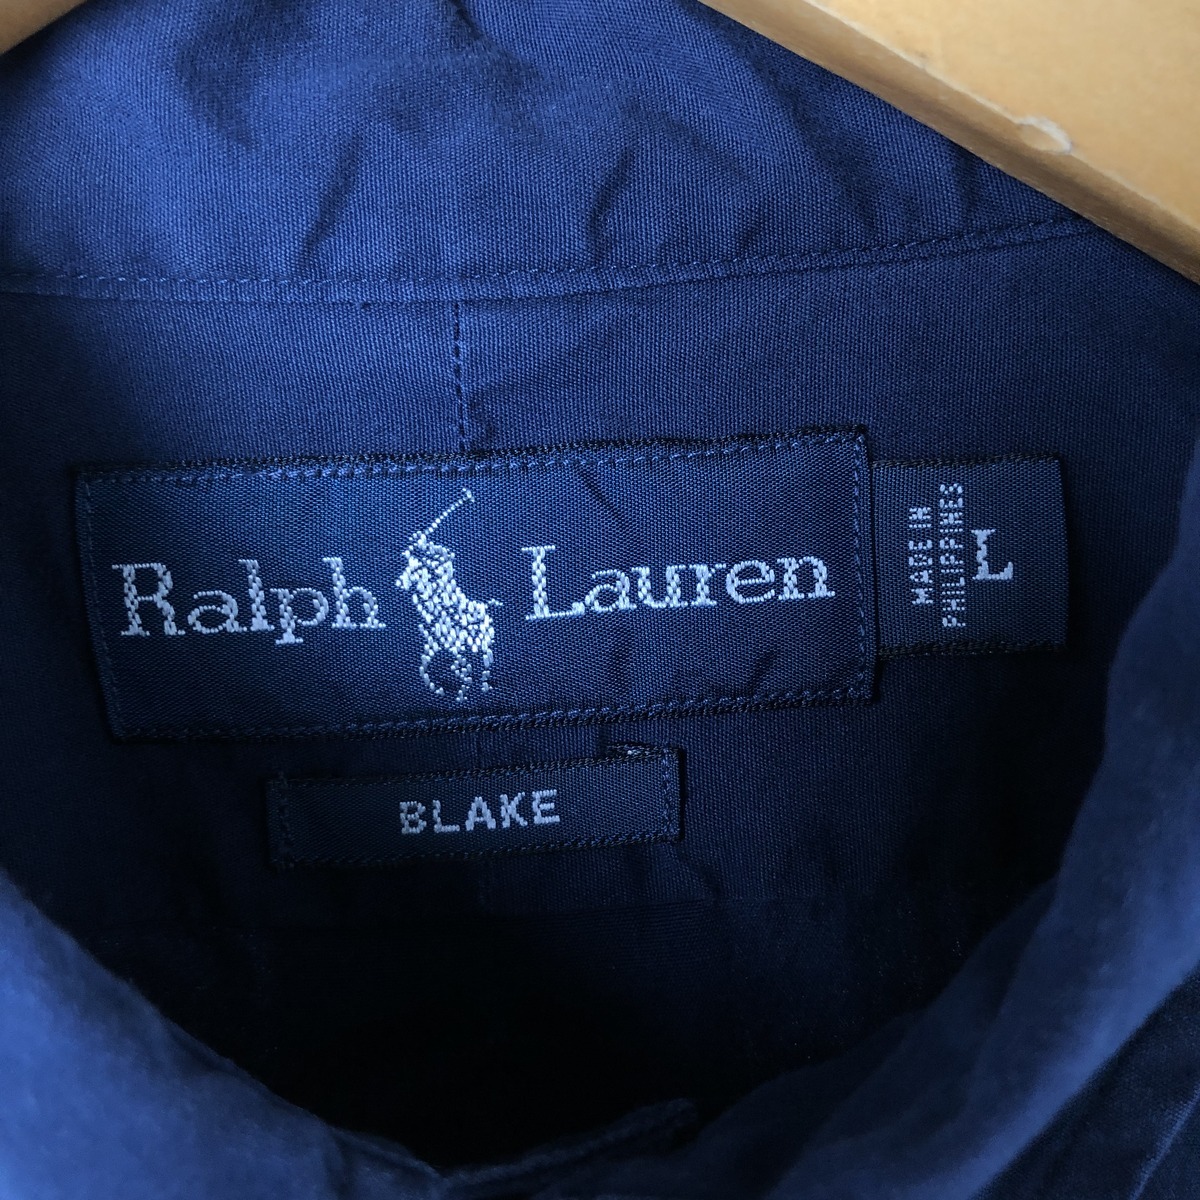 Ralph Lauren
MADE IN
PHILIPPINES
L
BLAKE